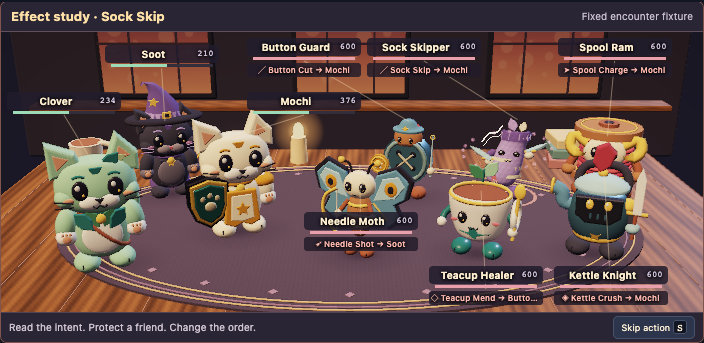 Effect study · Sock Skip
Fixed encounter fixture
Soot 210
Button Guard 600
Button Cut → Mochi
Sock Skipper 600
Sock Skip → Mochi
Spool Ram 600
Spool Charge → Mochi
Clover 234
Mochi 376
Needle Moth 600
Needle Shot → Soot
Teacup Healer 600
Teacup Mend → Butto...
Kettle Knight 600
Kettle Crush → Mochi
Read the intent. Protect a friend. Change the order.
Skip action S